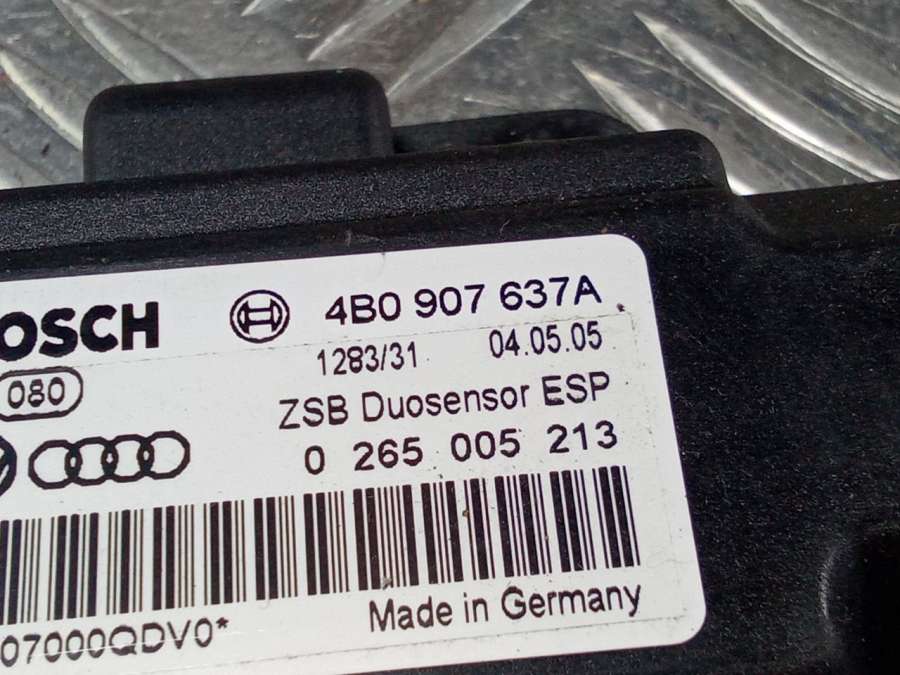 BOSCH 4B0 907 637A
1283/31 04.05.05
080
ZSB Duosensor ESP
0 265 005 213
Made in Germany
07000QDV0*